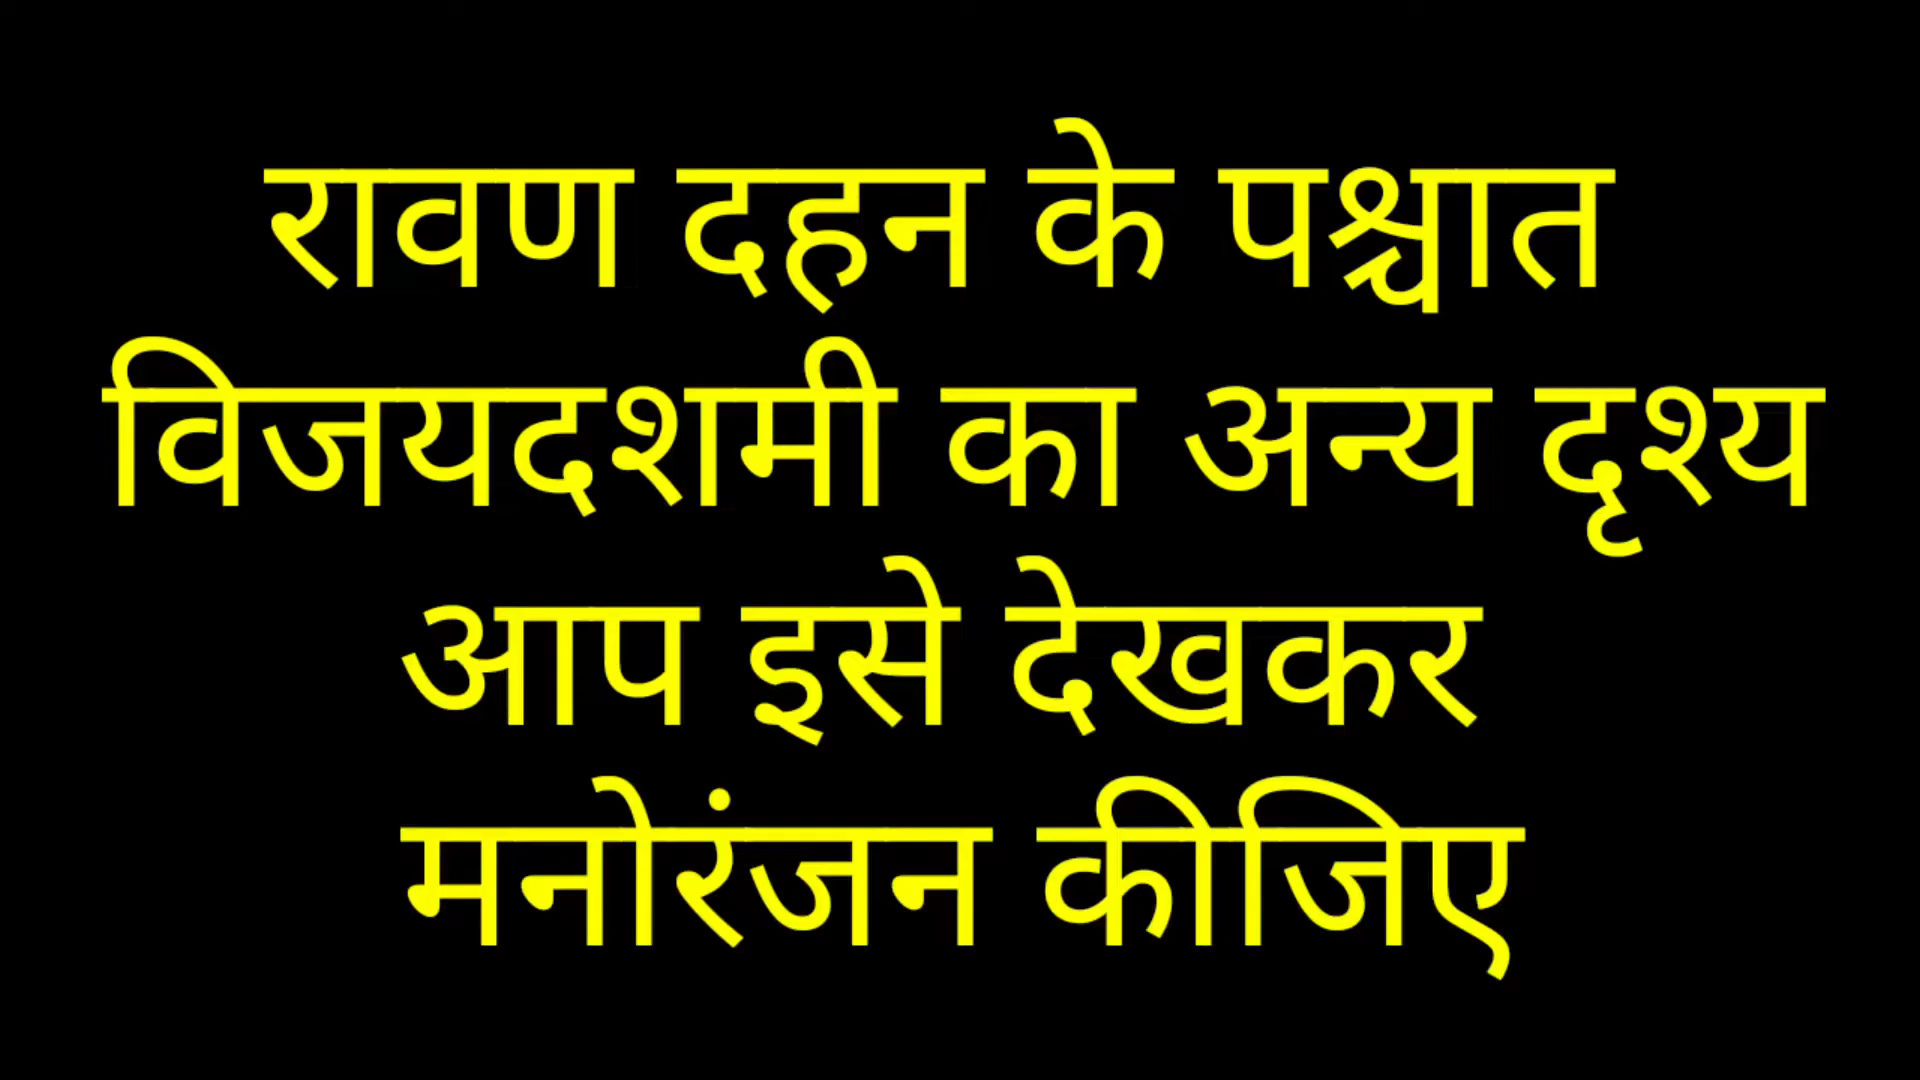 रावण दहन के पश्चात
विजयदशमी का अन्य दृश्य
आप इसे देखकर
मनोरंजन कीजिए